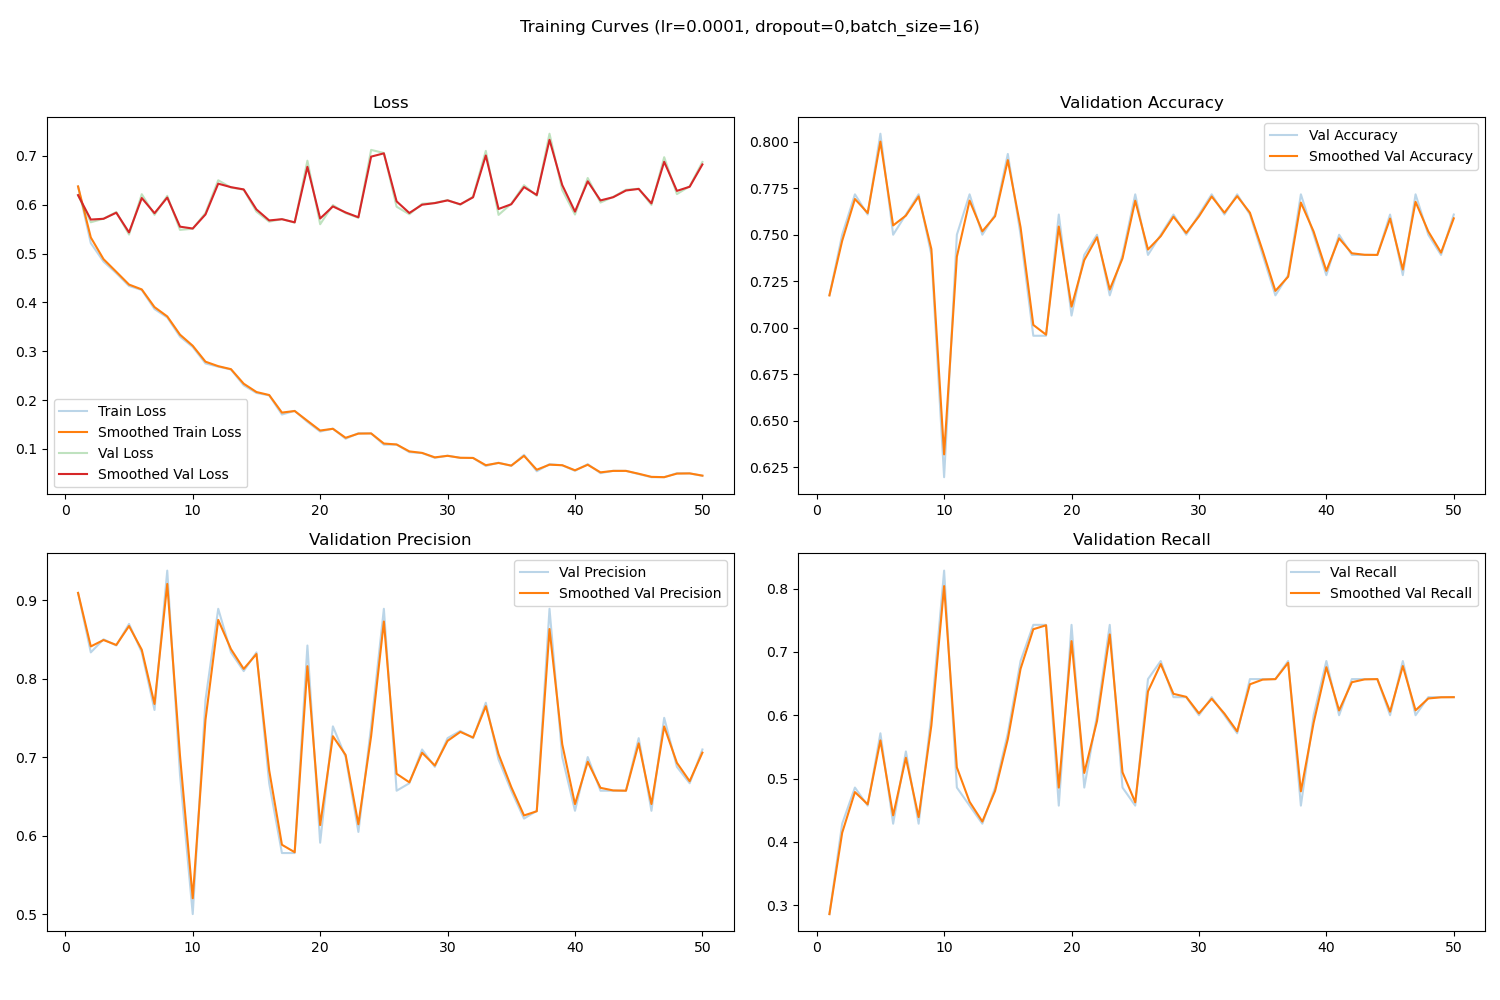 Training Curves (lr=0.0001, dropout=0,batch_size=16)
Loss
0.7
0.6
0.5
0.4
0.3
0.2
0.1
Train Loss
Smoothed Train Loss
Val Loss
Smoothed Val Loss
0 10 20 30 40 50
Validation Accuracy
0.800
0.775
0.750
0.725
0.700
0.675
0.650
0.625
Val Accuracy
Smoothed Val Accuracy
0 10 20 30 40 50
Validation Precision
0.9
0.8
0.7
0.6
0.5
Val Precision
Smoothed Val Precision
0 10 20 30 40 50
Validation Recall
0.8
0.7
0.6
0.5
0.4
0.3
Val Recall
Smoothed Val Recall
0 10 20 30 40 50